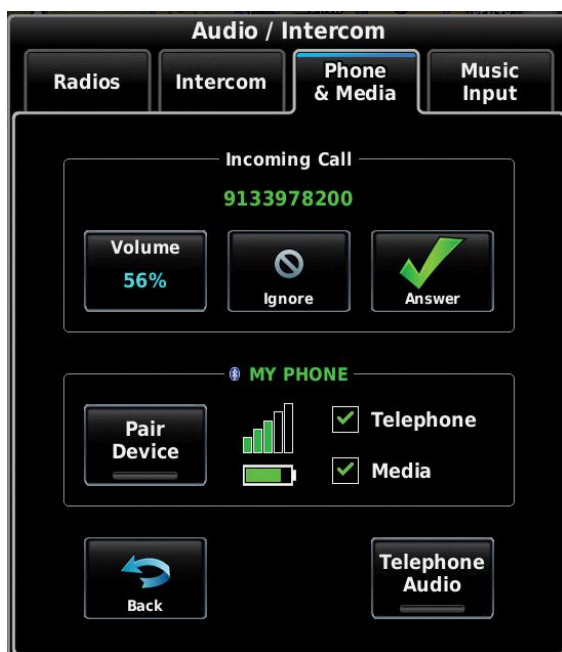 Audio / Intercom
Radios
Intercom
Phone
& Media
Music
Input
Incoming Call
9133978200
Volume
56%
Ignore
Answer
MY PHONE
Pair
Device
Telephone
Media
Back
Telephone
Audio